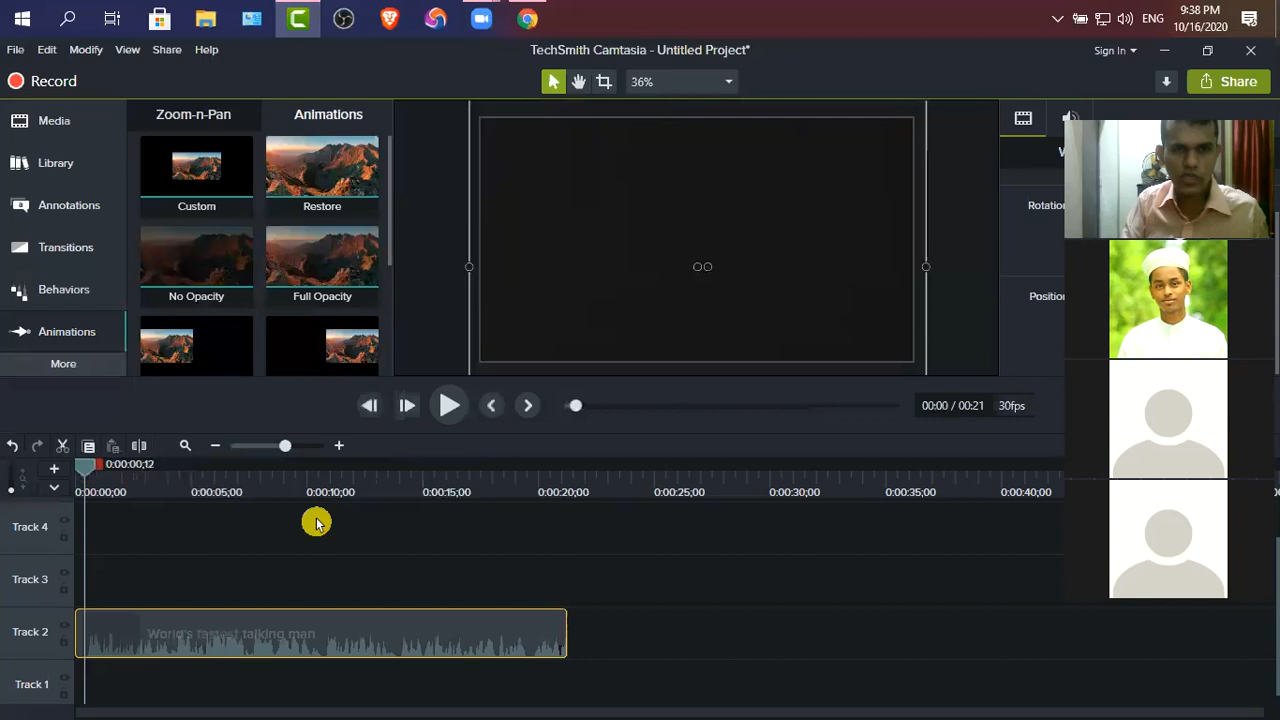 9:38 PM
ENG
10/16/2020
File Edit Modify View Share Help
TechSmith Camtasia - Untitled Project*
Sign In
Record
36%
Share
Media
Library
Annotations
Transitions
Behaviors
Animations
More
Zoom-n-Pan
Animations
Custom
Restore
No Opacity
Full Opacity
Rotation
Position
00:00 / 00:21
30fps
0:00:00;12
0:00:00;00 0:00:05;00 0:00:10;00 0:00:15;00 0:00:20;00 0:00:25;00 0:00:30;00 0:00:35;00 0:00:40;00
Track 4
Track 3
Track 2
World's fastest talking man
Track 1